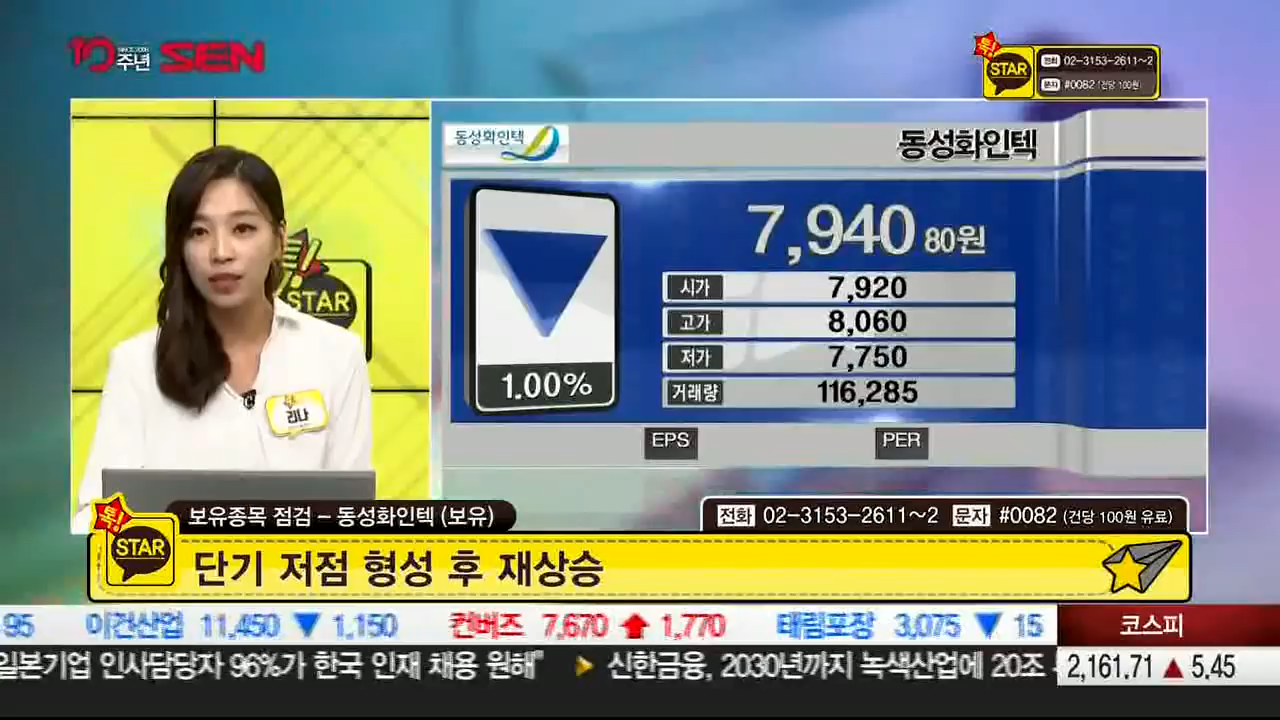 10주년 SEN
톡! STAR
전화 02-3153-2611~2
문자 #0082 (건당 100원)
동성화인텍
동성화인텍
7,940 80원
1.00%
시가 7,920
고가 8,060
저가 7,750
거래량 116,285
EPS PER
STAR
리나
보유종목 점검 - 동성화인텍 (보유)
전화 02-3153-2611~2 문자 #0082 (건당 100원 유료)
톡! STAR
단기 저점 형성 후 재상승
95 이건산업 11,450 ▼ 1,150 컨버즈 7,670 1,770 태림포장 3,075 ▼ 15 코스피
일본기업 인사담당자 96%가 한국 인재 채용 원해" ▶ 신한금융, 2030년까지 녹색산업에 20조 2,161.71 ▲ 5.45